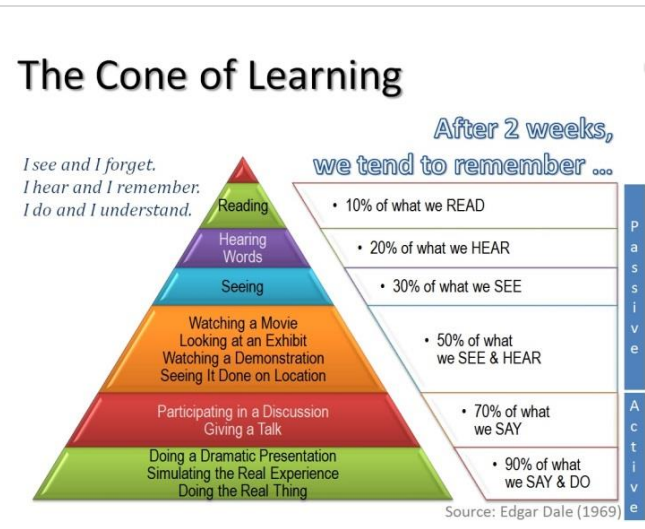 The Cone of Learning
After 2 weeks,
we tend to remember ...
I see and I forget.
I hear and I remember.
I do and I understand.
Reading
• 10% of what we READ
Hearing
Words
• 20% of what we HEAR
Seeing
• 30% of what we SEE
Watching a Movie
Looking at an Exhibit
Watching a Demonstration
Seeing It Done on Location
• 50% of what
we SEE & HEAR
Passive
Participating in a Discussion
Giving a Talk
• 70% of what
we SAY
Doing a Dramatic Presentation
Simulating the Real Experience
Doing the Real Thing
• 90% of what
we SAY & DO
Active
Source: Edgar Dale (1969)